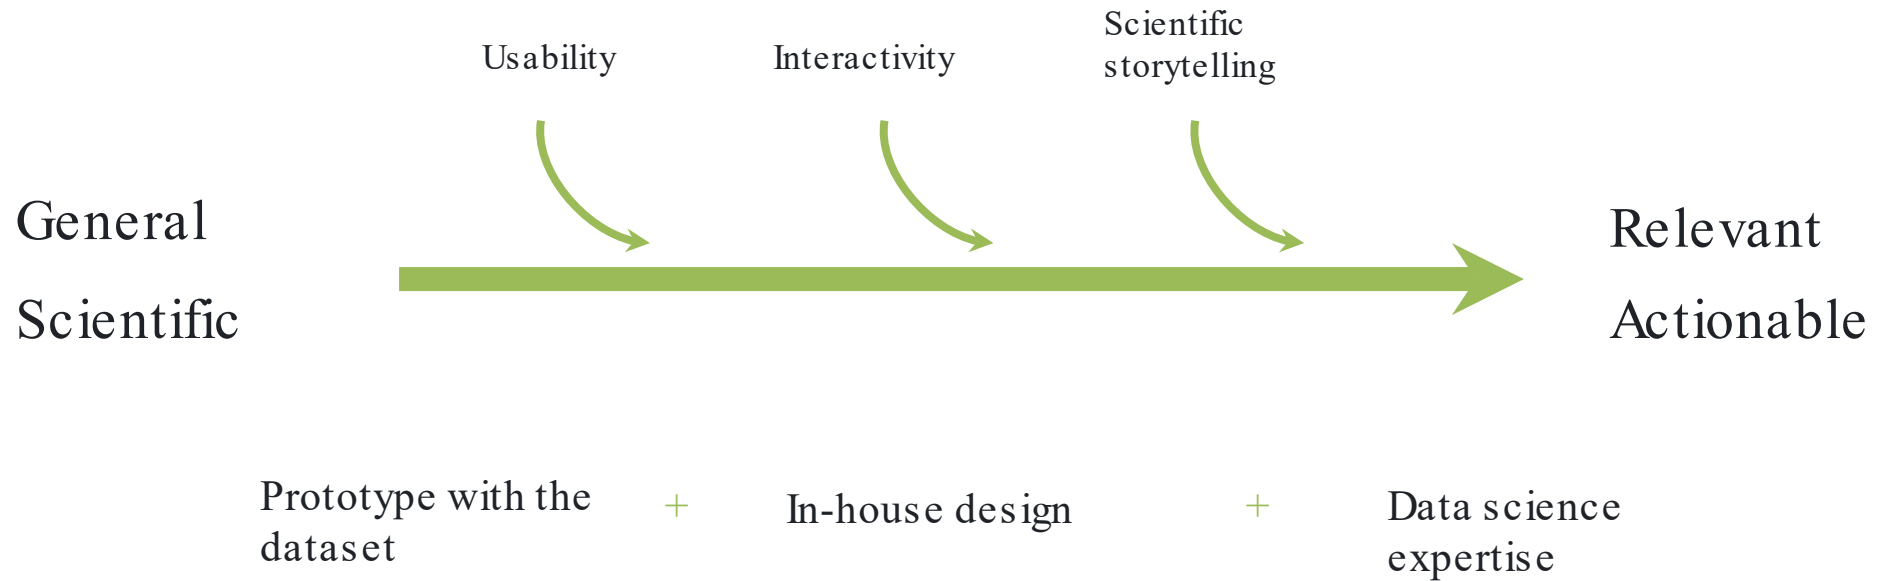 Usability
Interactivity
Scientific
storytelling
General
Scientific
Relevant
Actionable
Prototype with the
dataset
+
In-house design
+
Data science
expertise